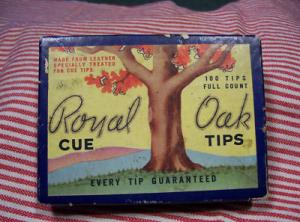 MADE FROM LEATHER
SPECIALLY TREATED
FOR CUE TIPS
100 TIPS
FULL COUNT
Royal Oak
CUE TIPS
EVERY TIP GUARANTEED